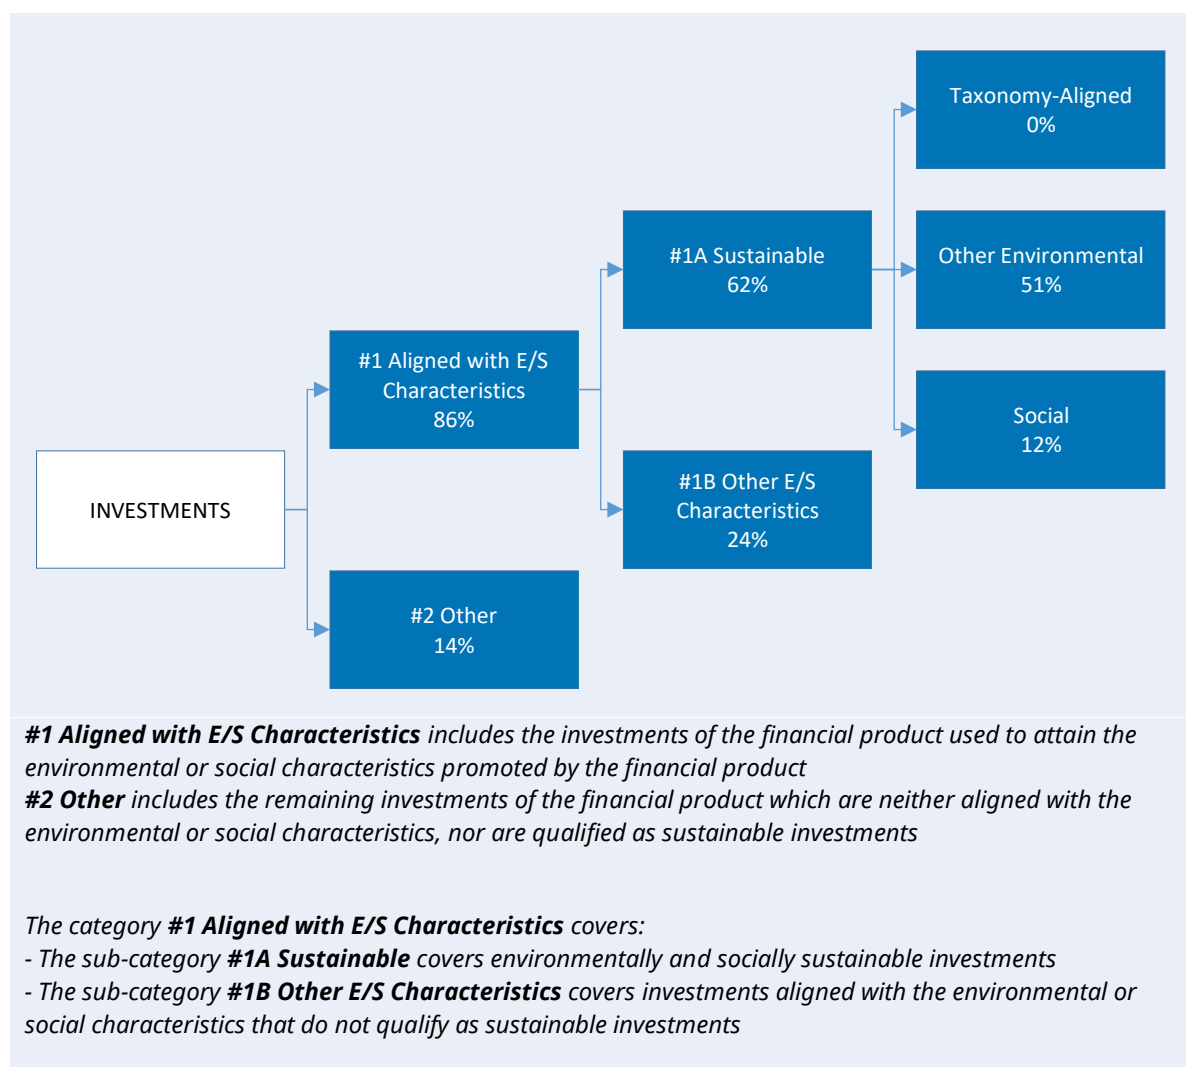 Taxonomy-Aligned
0%
#1A Sustainable
62%
Other Environmental
51%
#1 Aligned with E/S
Characteristics
86%
Social
12%
INVESTMENTS
#1B Other E/S
Characteristics
24%
#2 Other
14%
#1 Aligned with E/S Characteristics includes the investments of the financial product used to attain the
environmental or social characteristics promoted by the financial product
#2 Other includes the remaining investments of the financial product which are neither aligned with the
environmental or social characteristics, nor are qualified as sustainable investments
The category #1 Aligned with E/S Characteristics covers:
- The sub-category #1A Sustainable covers environmentally and socially sustainable investments
- The sub-category #1B Other E/S Characteristics covers investments aligned with the environmental or
social characteristics that do not qualify as sustainable investments